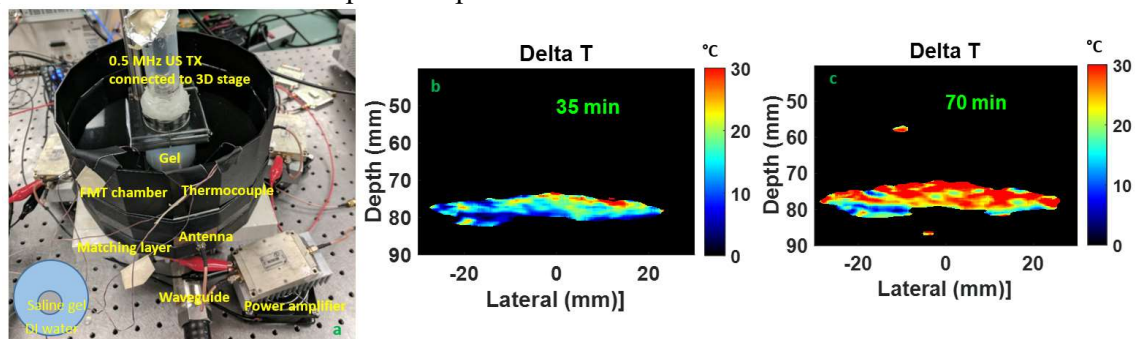 0.5 MHz US TX
connected to 3D stage
Gel
FMT chamber
Thermocouple
Antenna
Matching layer
Waveguide
Power amplifier
Saline gel
DI water
a
Delta T
°C
b
35 min
Depth (mm)
50
60
70
80
90
-20
0
20
Lateral (mm)]
30
20
10
0
Delta T
°C
c
70 min
Depth (mm)
50
60
70
80
90
-20
0
20
Lateral (mm)]
30
20
10
0